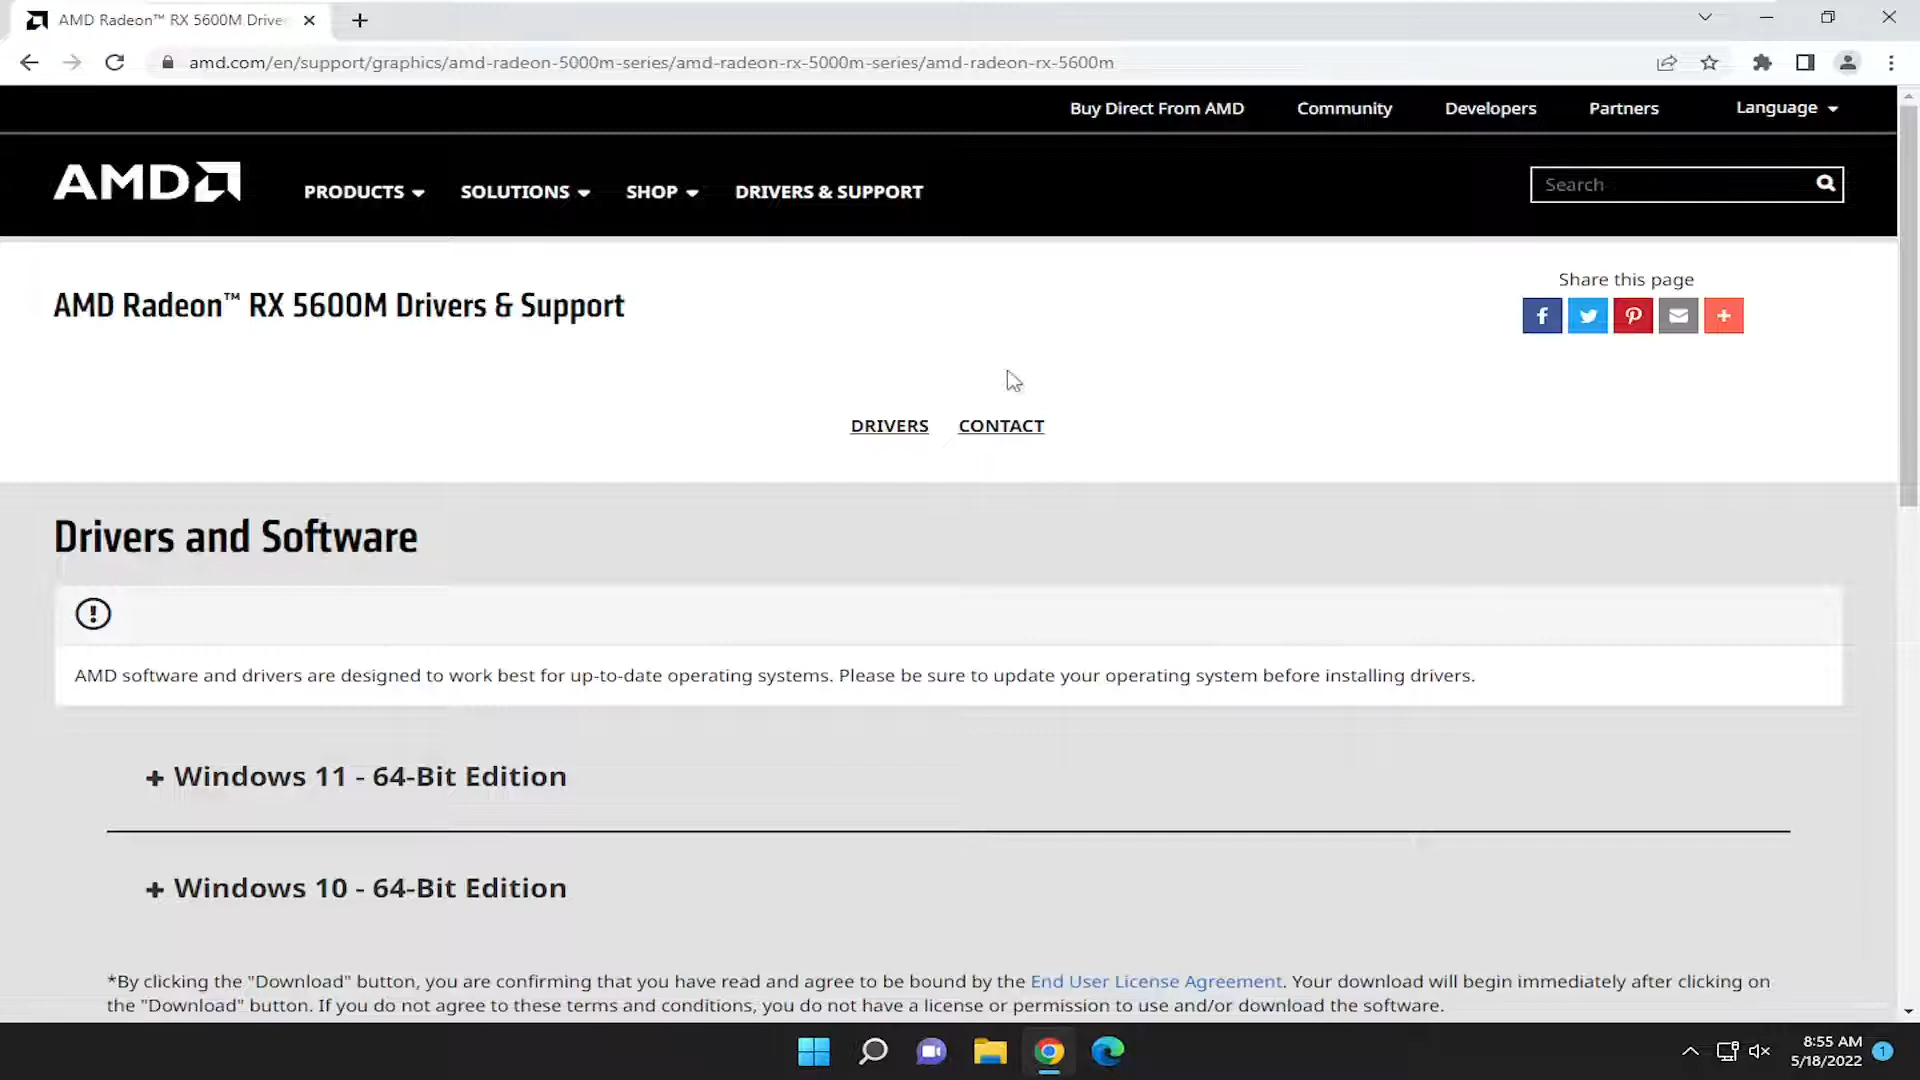 AMD Radeon™ RX 5600M Drive
amd.com/en/support/graphics/amd-radeon-5000m-series/amd-radeon-rx-5000m-series/amd-radeon-rx-5600m
Buy Direct From AMD Community Developers Partners Language
AMD PRODUCTS SOLUTIONS SHOP DRIVERS & SUPPORT Search
Share this page
AMD Radeon™ RX 5600M Drivers & Support
DRIVERS CONTACT
Drivers and Software
AMD software and drivers are designed to work best for up-to-date operating systems. Please be sure to update your operating system before installing drivers.
+ Windows 11 - 64-Bit Edition
+ Windows 10 - 64-Bit Edition
*By clicking the "Download" button, you are confirming that you have read and agree to be bound by the End User License Agreement. Your download will begin immediately after clicking on
the "Download" button. If you do not agree to these terms and conditions, you do not have a license or permission to use and/or download the software.
8:55 AM
5/18/2022
1